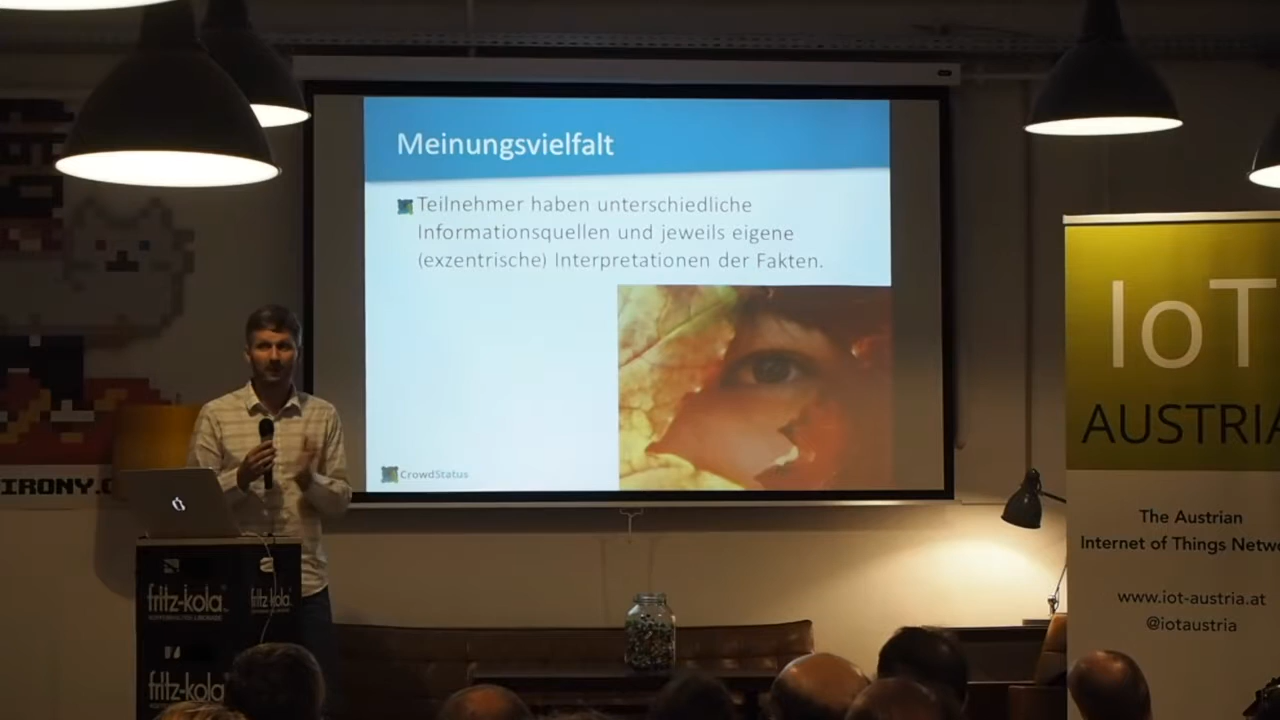 Meinungsvielfalt
Teilnehmer haben unterschiedliche
Informationsquellen und jeweils eigene
(exzentrische) Interpretationen der Fakten.
CrowdStatus
IRONY.
fritz-kola
fritz-kola
fritz-kola
IoT
AUSTRIA
The Austrian
Internet of Things Netw
www.iot-austria.at
@iotaustria